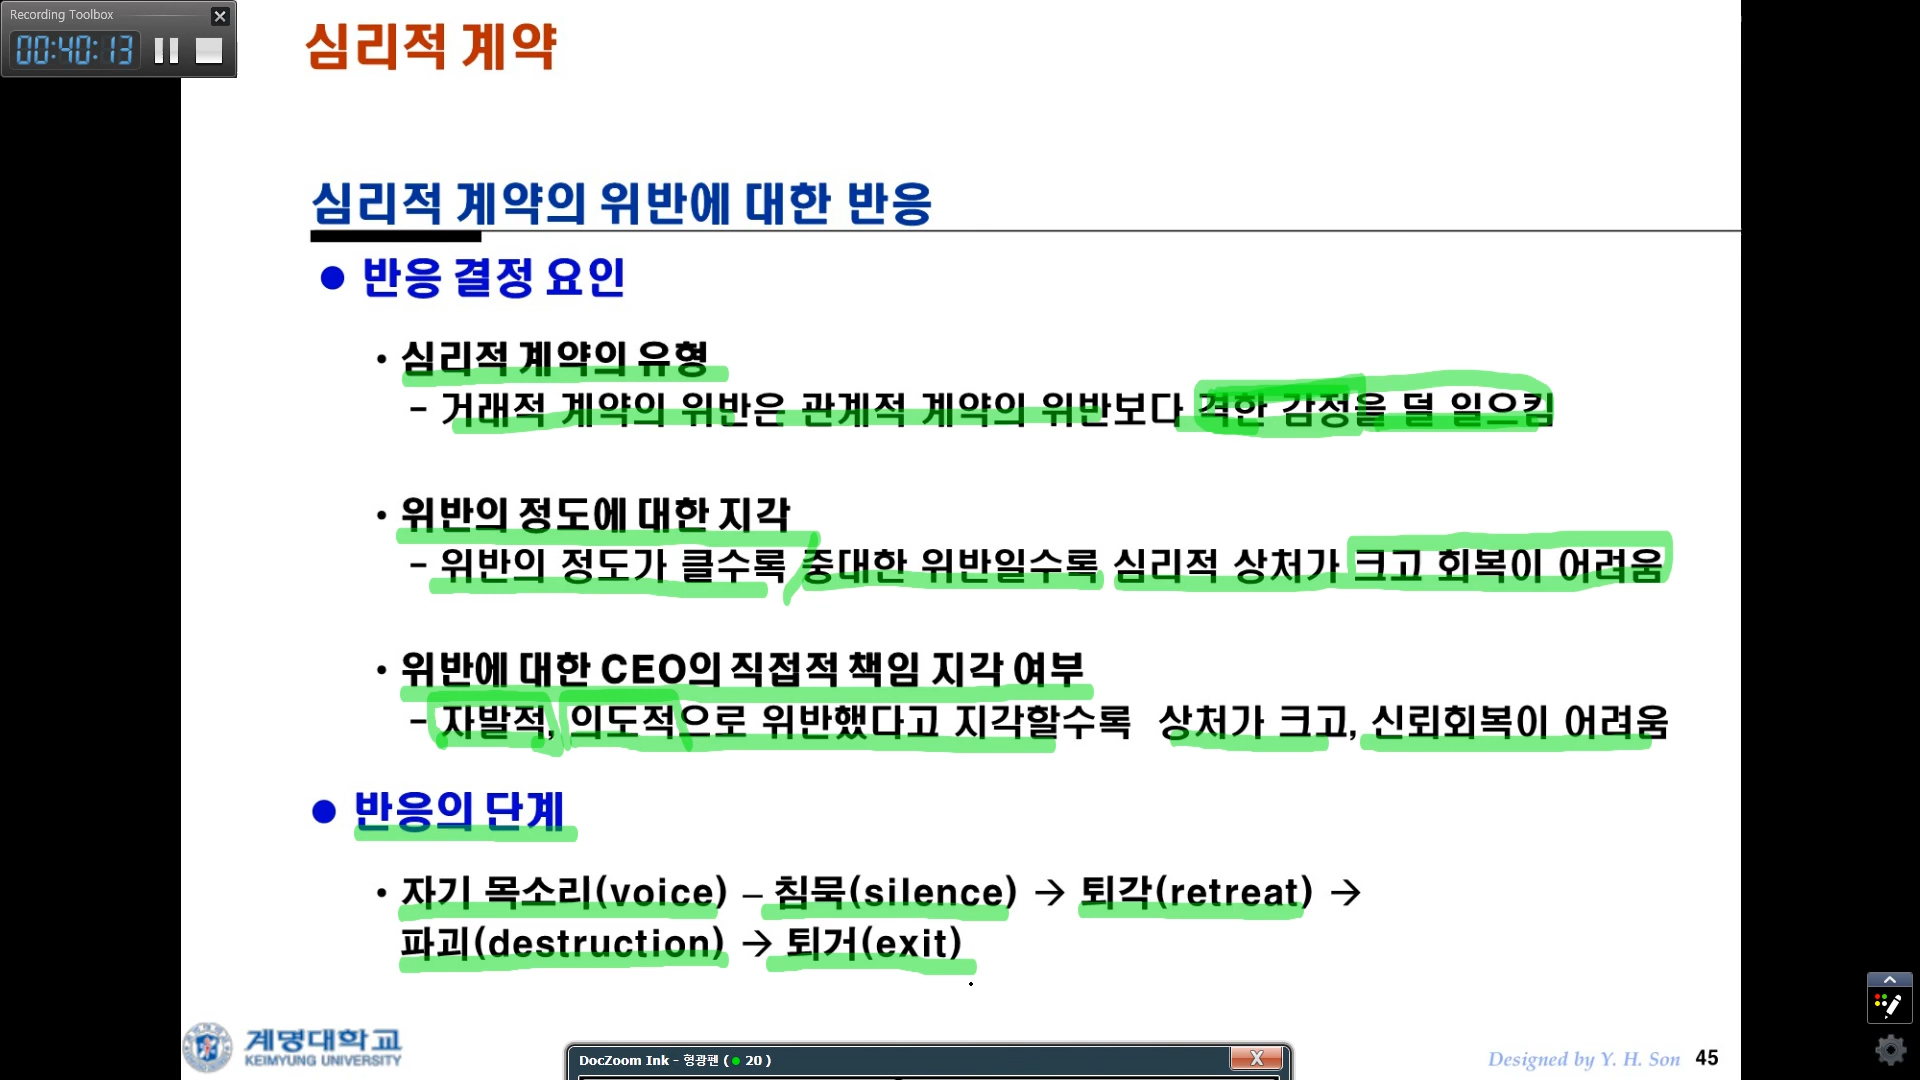 Recording Toolbox
00:40:13
심리적 계약
심리적 계약의 위반에 대한 반응
● 반응 결정 요인
• 심리적 계약의 유형
- 거래적 계약의 위반은 관계적 계약의 위반보다 격한 감정을 덜 일으킴
• 위반의 정도에 대한 지각
- 위반의 정도가 클수록 중대한 위반일수록 심리적 상처가 크고 회복이 어려움
• 위반에 대한 CEO의 직접적 책임 지각 여부
- 자발적, 의도적으로 위반했다고 지각할수록 상처가 크고, 신뢰회복이 어려움
● 반응의 단계
• 자기 목소리(voice) – 침묵(silence) → 퇴각(retreat) →
파괴(destruction) → 퇴거(exit)
계명대학교
KEIMYUNG UNIVERSITY
DocZoom Ink - 형광펜 ( ● 20 )
Designed by Y. H. Son 45